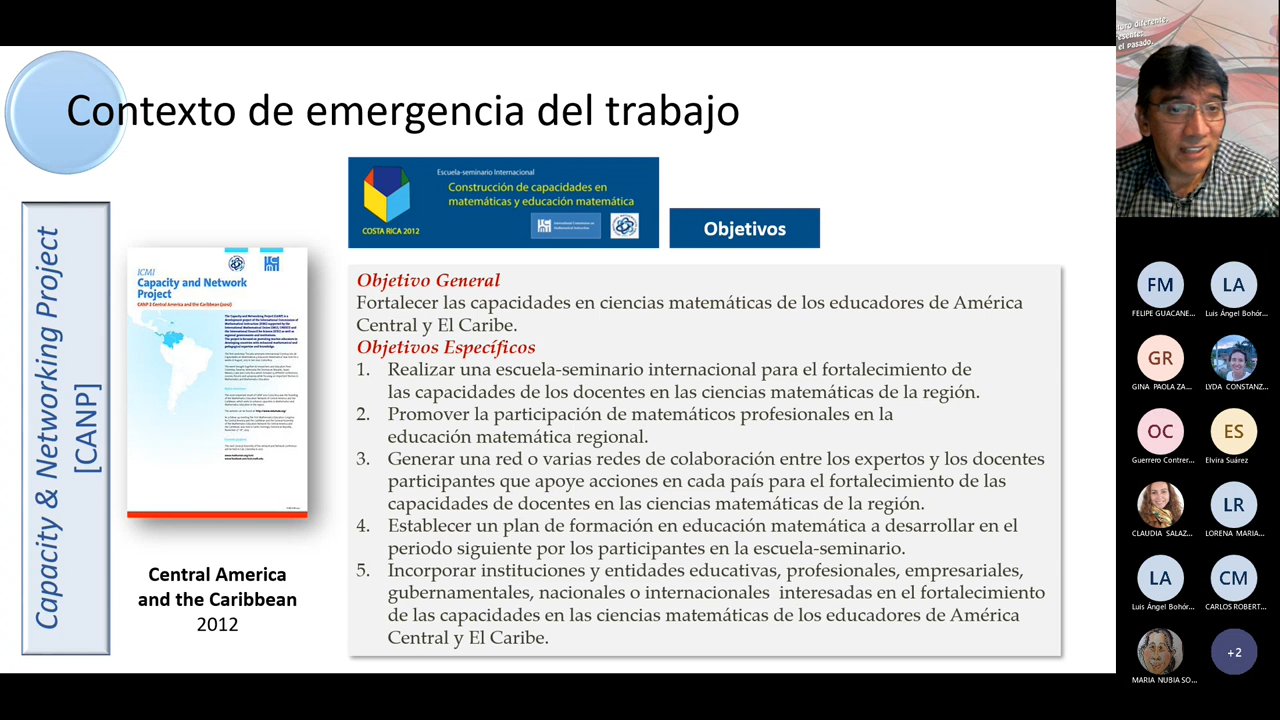 Contexto de emergencia del trabajo
Capacity & Networking Project
[CANP]
ICMI
Capacity and Network
Project
CANP 2 Central America and the Caribbean (2012)
Central America
and the Caribbean
2012
Escuela-seminario Internacional
Construcción de capacidades en
matemáticas y educación matemática
COSTA RICA 2012
International Commission on
Mathematical Instruction
Objetivos
Objetivo General
Fortalecer las capacidades en ciencias matemáticas de los educadores de América
Central y El Caribe.
Objetivos Específicos
1. Realizar una escuela-seminario internacional para el fortalecimiento de
las capacidades de los docentes en las ciencias matemáticas de la región.
2. Promover la participación de matemáticos profesionales en la
educación matemática regional.
3. Generar una red o varias redes de colaboración entre los expertos y los docentes
participantes que apoye acciones en cada país para el fortalecimiento de las
capacidades de docentes en las ciencias matemáticas de la región.
4. Establecer un plan de formación en educación matemática a desarrollar en el
periodo siguiente por los participantes en la escuela-seminario.
5. Incorporar instituciones y entidades educativas, profesionales, empresariales,
gubernamentales, nacionales o internacionales interesadas en el fortalecimiento
de las capacidades en las ciencias matemáticas de los educadores de América
Central y El Caribe.
uturo diferente,
resente:
el Pasado.
FM
FELIPE GUACANE...
LA
Luis Ángel Bohór...
GR
GINA PAOLA ZA...
LYDA CONSTANZ...
OC
Guerrero Contrer...
ES
Elvira Suárez
CLAUDIA SALAZ...
LR
LORENA MARIA...
LA
Luis Ángel Bohór...
CM
CARLOS ROBERT...
MARIA NUBIA SO...
+2